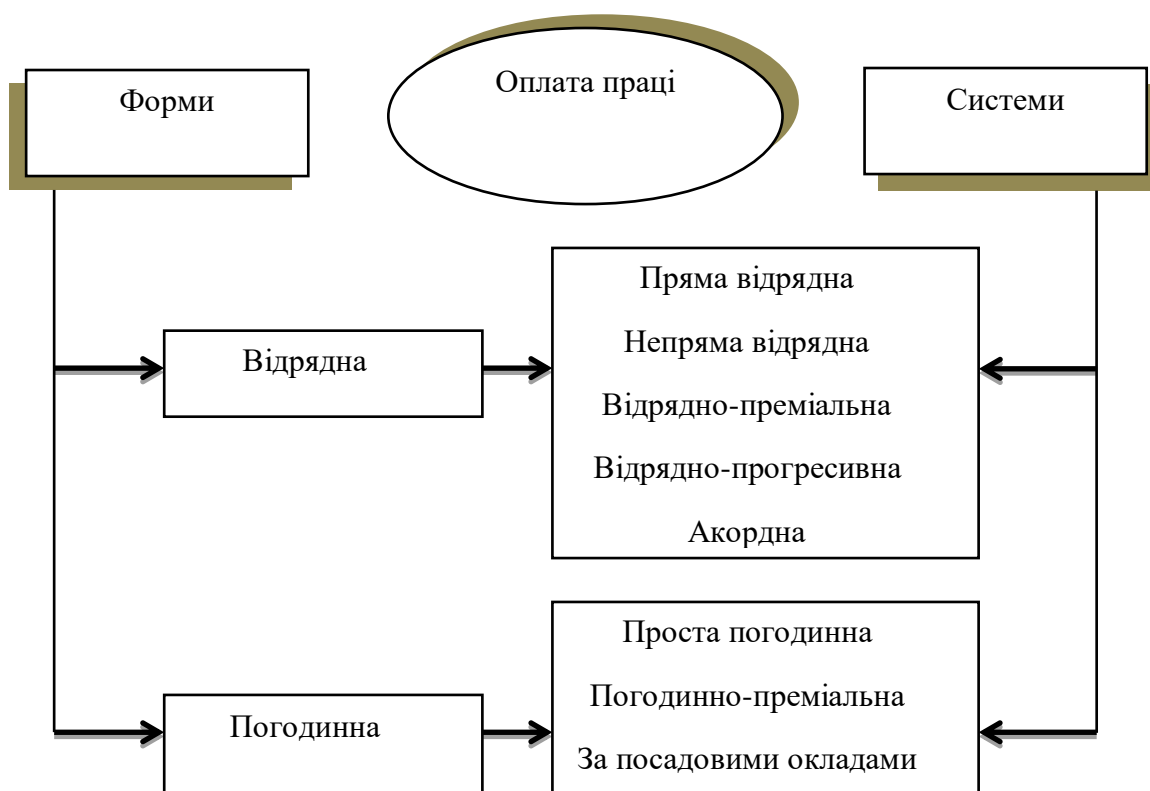 Форми
Оплата праці
Системи
Відрядна
Пряма відрядна
Непряма відрядна
Відрядно-преміальна
Відрядно-прогресивна
Акордна
Погодинна
Проста погодинна
Погодинно-преміальна
За посадовими окладами